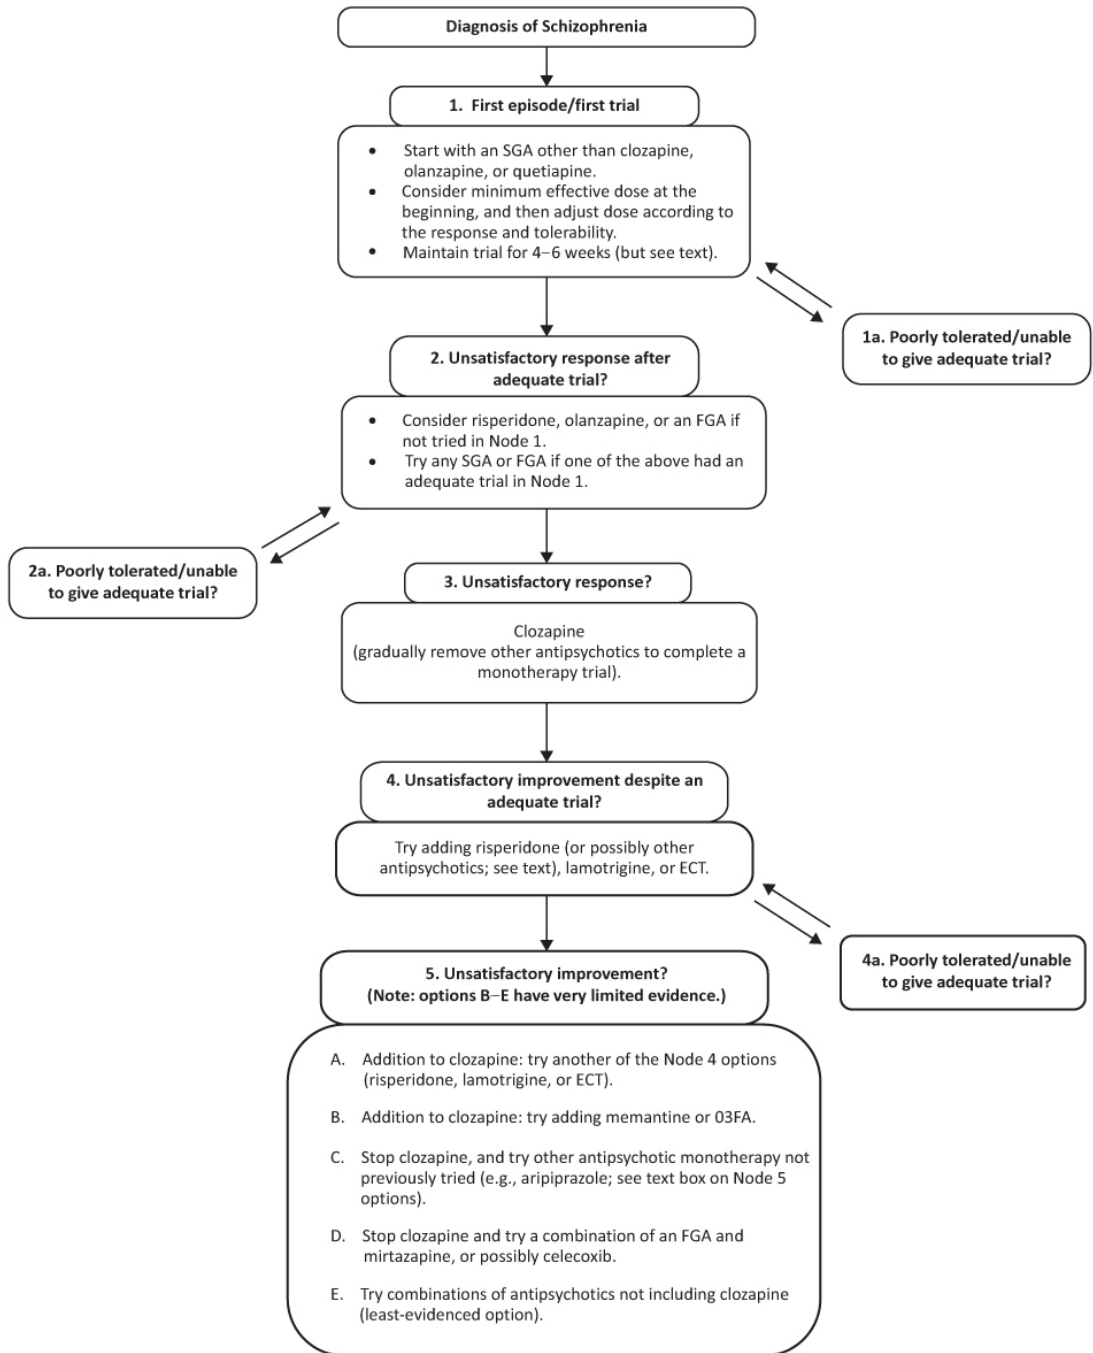 Diagnosis of Schizophrenia
1. First episode/first trial
• Start with an SGA other than clozapine,
olanzapine, or quetiapine.
• Consider minimum effective dose at the
beginning, and then adjust dose according to
the response and tolerability.
• Maintain trial for 4–6 weeks (but see text).
1a. Poorly tolerated/unable
to give adequate trial?
2. Unsatisfactory response after
adequate trial?
• Consider risperidone, olanzapine, or an FGA if
not tried in Node 1.
• Try any SGA or FGA if one of the above had an
adequate trial in Node 1.
2a. Poorly tolerated/unable
to give adequate trial?
3. Unsatisfactory response?
Clozapine
(gradually remove other antipsychotics to complete a
monotherapy trial).
4. Unsatisfactory improvement despite an
adequate trial?
Try adding risperidone (or possibly other
antipsychotics; see text), lamotrigine, or ECT.
4a. Poorly tolerated/unable
to give adequate trial?
5. Unsatisfactory improvement?
(Note: options B–E have very limited evidence.)
A. Addition to clozapine: try another of the Node 4 options
(risperidone, lamotrigine, or ECT).
B. Addition to clozapine: try adding memantine or 03FA.
C. Stop clozapine, and try other antipsychotic monotherapy not
previously tried (e.g., aripiprazole; see text box on Node 5
options).
D. Stop clozapine and try a combination of an FGA and
mirtazapine, or possibly celecoxib.
E. Try combinations of antipsychotics not including clozapine
(least-evidenced option).